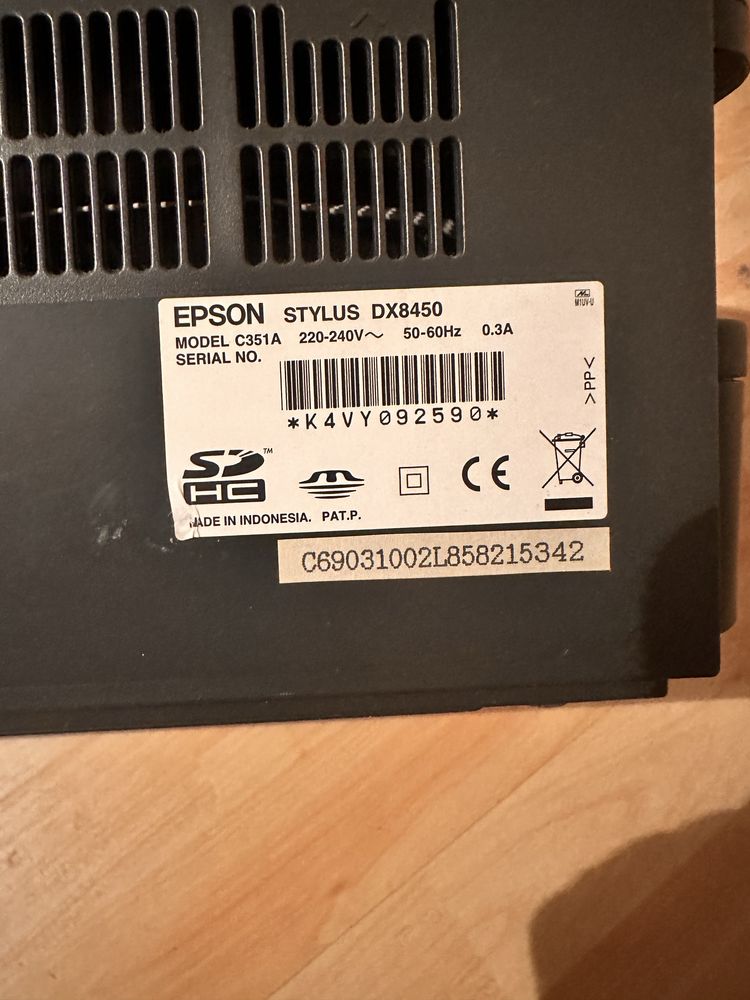 EPSON STYLUS DX8450
MODEL C351A 220-240V~ 50-60Hz 0.3A
SERIAL NO.
*K4VY092590*
M1UV-U
>PP<
SD HC ™
CE
MADE IN INDONESIA. PAT.P.
C69031002L858215342